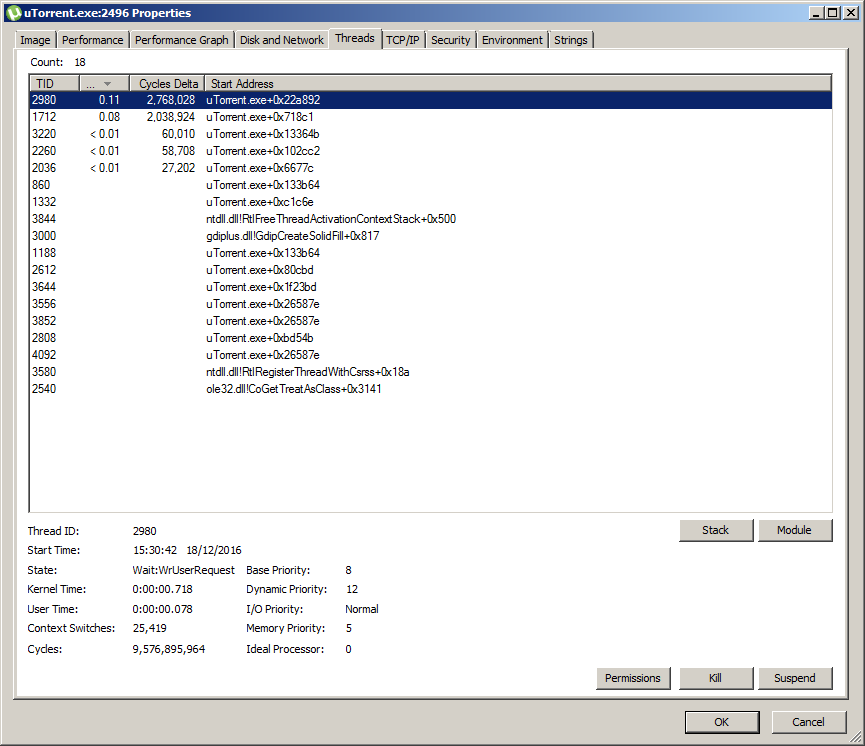 uTorrent.exe:2496 Properties
Image Performance Performance Graph Disk and Network Threads TCP/IP Security Environment Strings
Count: 18
TID ... Cycles Delta Start Address
2980 0.11 2,768,028 uTorrent.exe+0x22a892
1712 0.08 2,038,924 uTorrent.exe+0x718c1
3220 < 0.01 60,010 uTorrent.exe+0x13364b
2260 < 0.01 58,708 uTorrent.exe+0x102cc2
2036 < 0.01 27,202 uTorrent.exe+0x6677c
860 uTorrent.exe+0x133b64
1332 uTorrent.exe+0xc1c6e
3844 ntdll.dll!RtlFreeThreadActivationContextStack+0x500
3000 gdiplus.dll!GdipCreateSolidFill+0x817
1188 uTorrent.exe+0x133b64
2612 uTorrent.exe+0x80cbd
3644 uTorrent.exe+0x1f23bd
3556 uTorrent.exe+0x26587e
3852 uTorrent.exe+0x26587e
2808 uTorrent.exe+0xbd54b
4092 uTorrent.exe+0x26587e
3580 ntdll.dll!RtlRegisterThreadWithCsrss+0x18a
2540 ole32.dll!CoGetTreatAsClass+0x3141
Thread ID: 2980 Stack Module
Start Time: 15:30:42 18/12/2016
State: Wait:WrUserRequest Base Priority: 8
Kernel Time: 0:00:00.718 Dynamic Priority: 12
User Time: 0:00:00.078 I/O Priority: Normal
Context Switches: 25,419 Memory Priority: 5
Cycles: 9,576,895,964 Ideal Processor: 0
Permissions Kill Suspend
OK Cancel